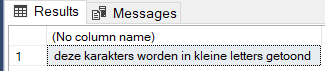 Results Messages
(No column name)
1 deze karakters worden in kleine letters getoond